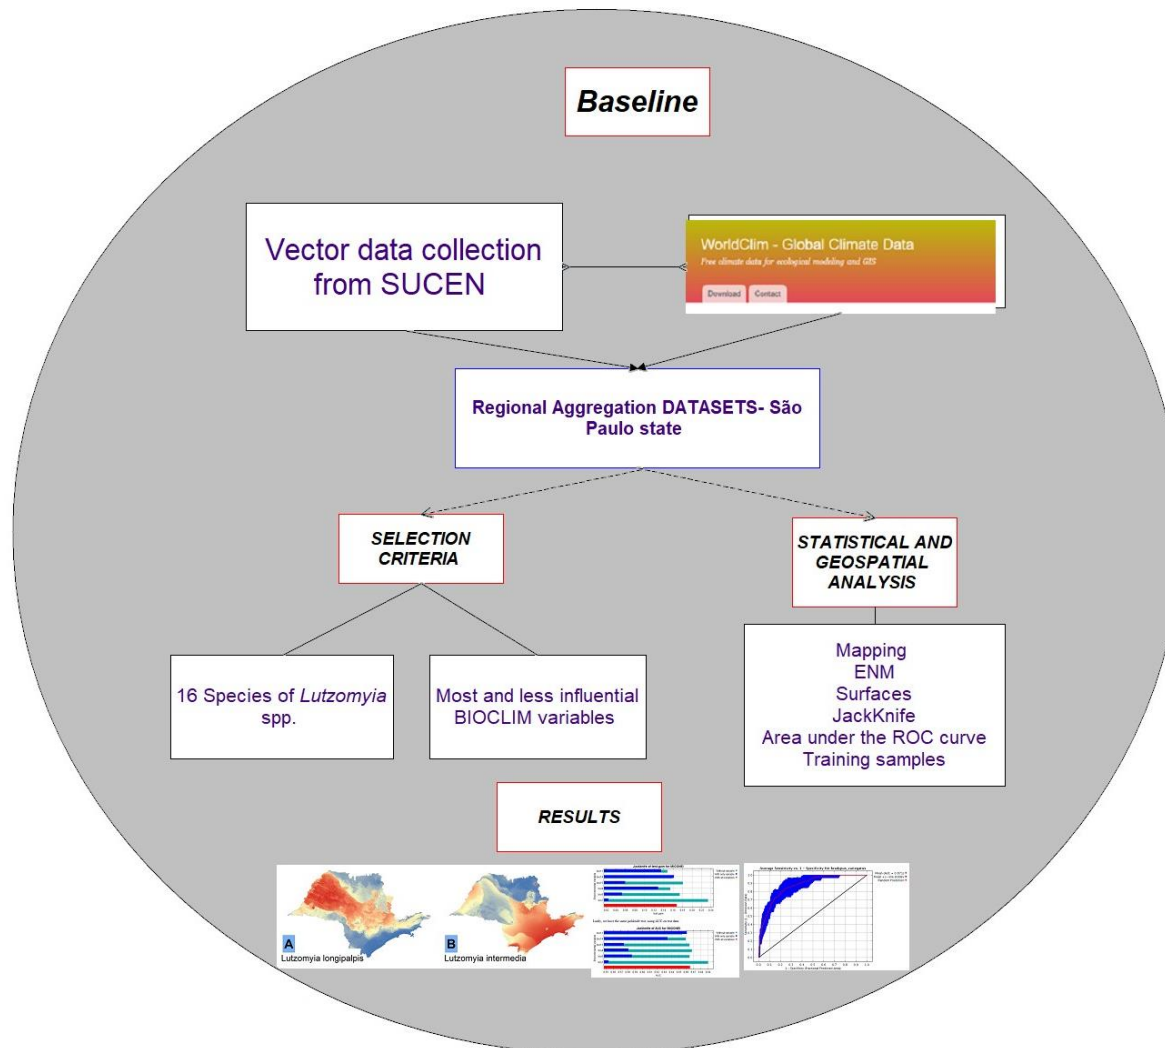 Baseline
Vector data collection
from SUCEN
WorldClim - Global Climate Data
Free climate data for ecological modeling and GIS
Download Contact
Regional Aggregation DATASETS- São
Paulo state
SELECTION
CRITERIA
STATISTICAL AND
GEOSPATIAL
ANALYSIS
16 Species of Lutzomyia
spp.
Most and less influential
BIOCLIM variables
Mapping
ENM
Surfaces
JackKnife
Area under the ROC curve
Training samples
RESULTS
A
Lutzomyia longipalpis
B
Lutzomyia intermedia